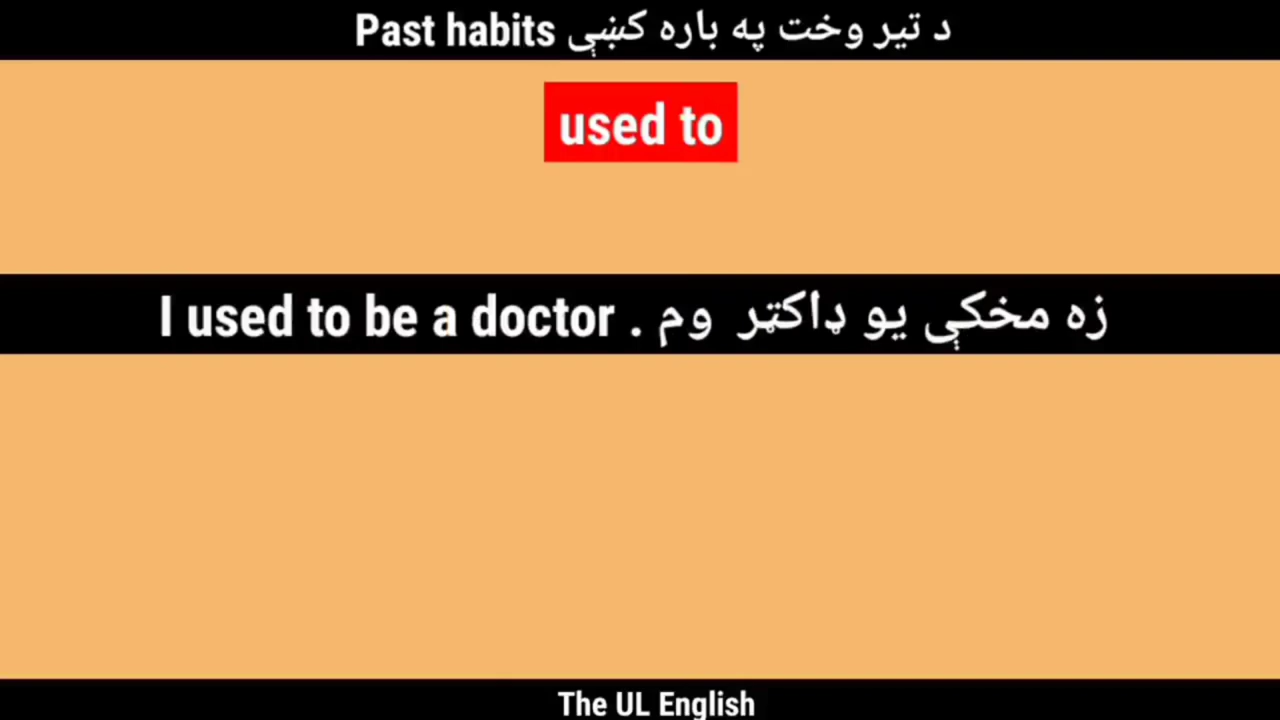 Past habits د تیر وخت په باره کښې
used to
I used to be a doctor . زه مخکې یو ډاکټر وم
The UL English